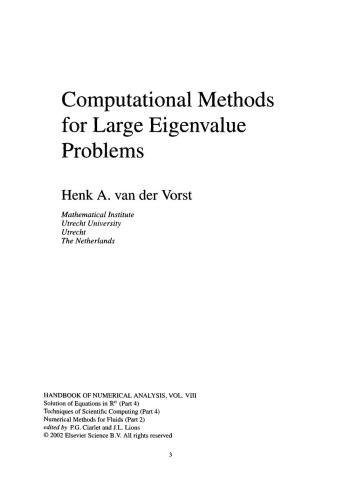 Computational Methods
for Large Eigenvalue
Problems
Henk A. van der Vorst
Mathematical Institute
Utrecht University
Utrecht
The Netherlands
HANDBOOK OF NUMERICAL ANALYSIS, VOL. VIII
Solution of Equations in ℝⁿ (Part 4)
Techniques of Scientific Computing (Part 4)
Numerical Methods for Fluids (Part 2)
edited by P.G. Ciarlet and J.L. Lions
© 2002 Elsevier Science B.V. All rights reserved
3